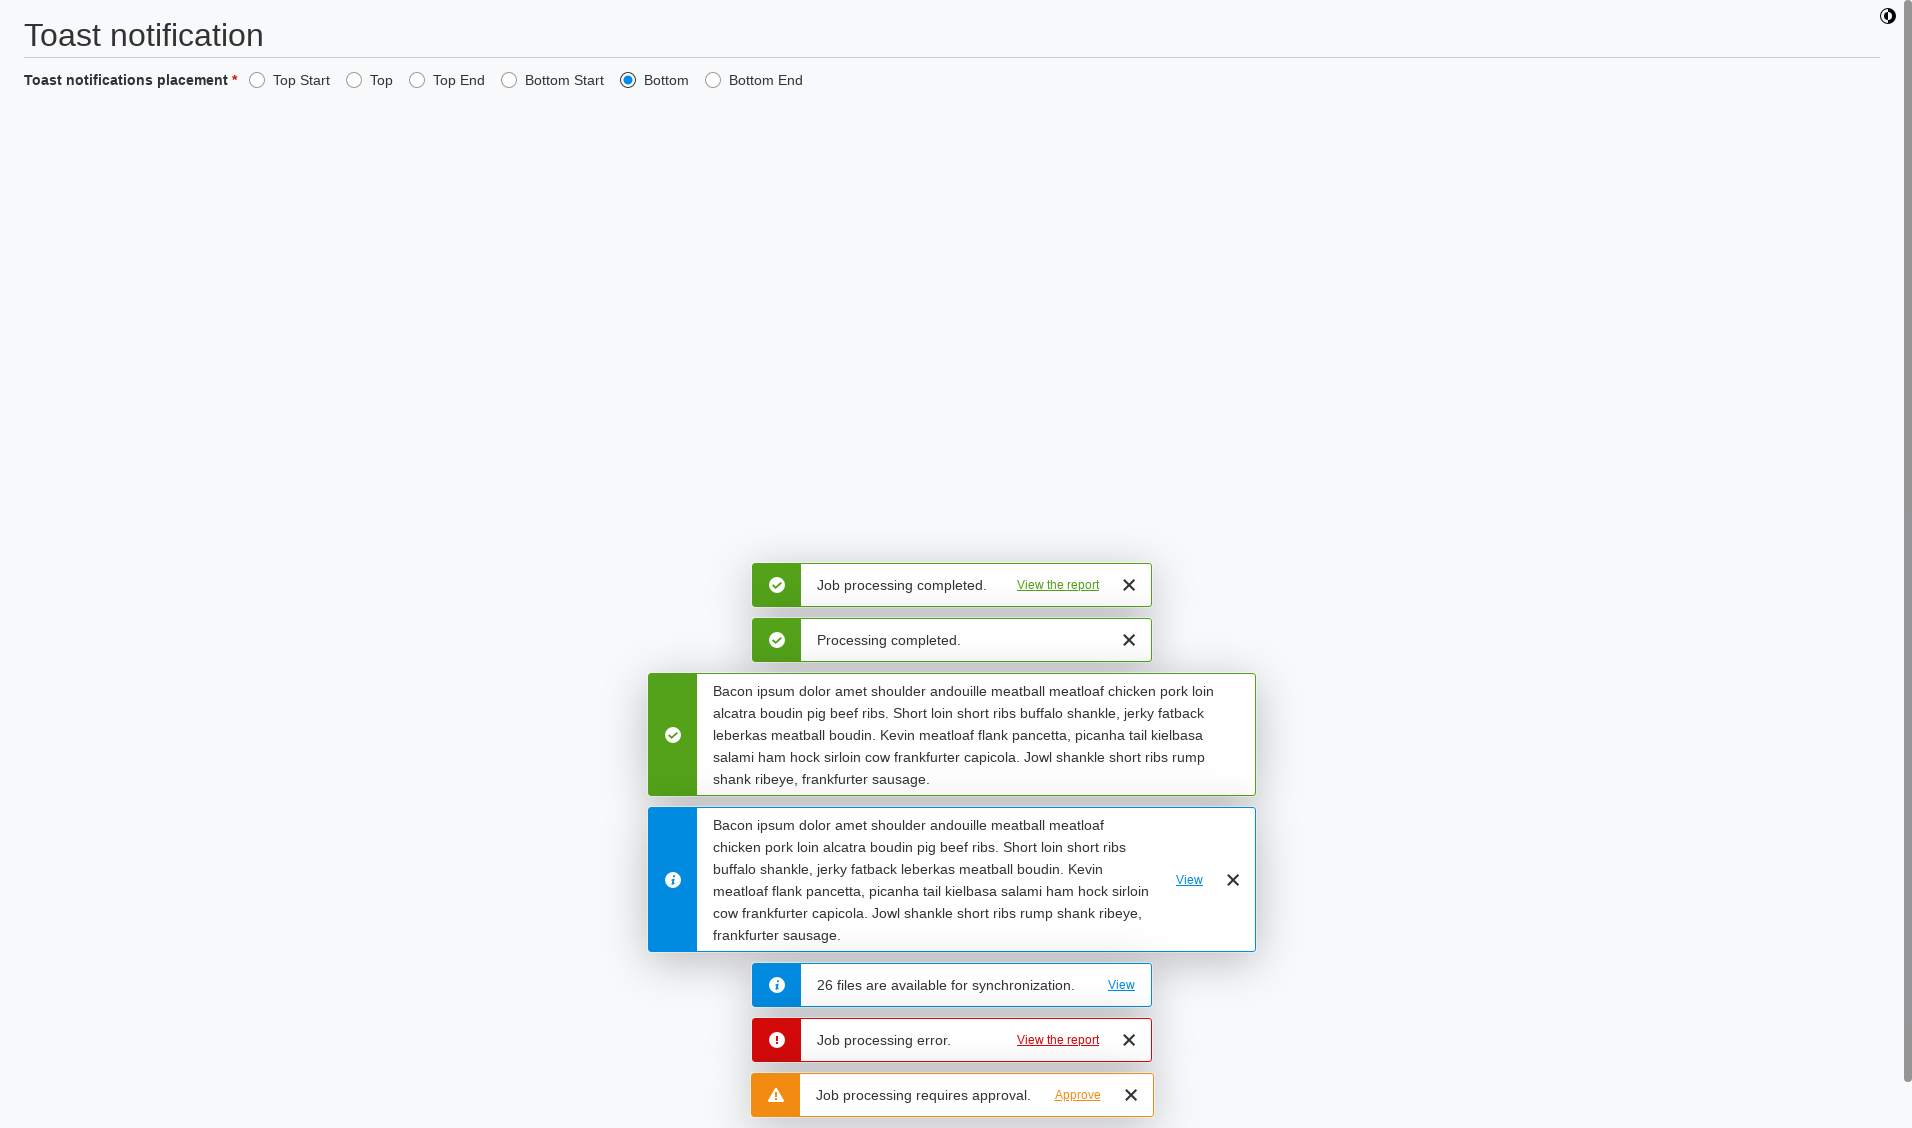 Toast notification
Toast notifications placement * Top Start Top Top End Bottom Start Bottom Bottom End
Job processing completed. View the report
Processing completed.
Bacon ipsum dolor amet shoulder andouille meatball meatloaf chicken pork loin
alcatra boudin pig beef ribs. Short loin short ribs buffalo shankle, jerky fatback
leberkas meatball boudin. Kevin meatloaf flank pancetta, picanha tail kielbasa
salami ham hock sirloin cow frankfurter capicola. Jowl shankle short ribs rump
shank ribeye, frankfurter sausage.
Bacon ipsum dolor amet shoulder andouille meatball meatloaf
chicken pork loin alcatra boudin pig beef ribs. Short loin short ribs
buffalo shankle, jerky fatback leberkas meatball boudin. Kevin
meatloaf flank pancetta, picanha tail kielbasa salami ham hock sirloin
cow frankfurter capicola. Jowl shankle short ribs rump shank ribeye,
frankfurter sausage.
View
26 files are available for synchronization. View
Job processing error. View the report
Job processing requires approval. Approve